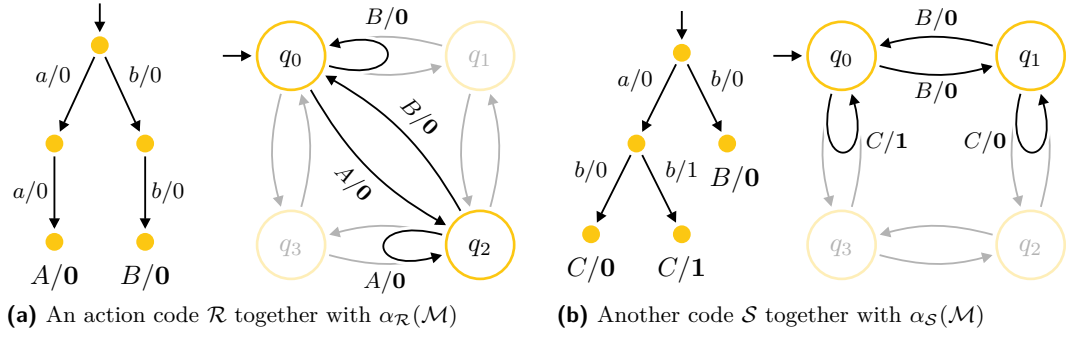 B/0
B/0
q0
q1
q0
q1
a/0
b/0
B/0
a/0
b/0
B/0
C/1
C/0
A/0
b/0
b/1
B/0
a/0
b/0
q3
q2
q3
q2
A/0
B/0
A/0
C/0
C/1
(a) An action code R together with αR(M)
(b) Another code S together with αS(M)